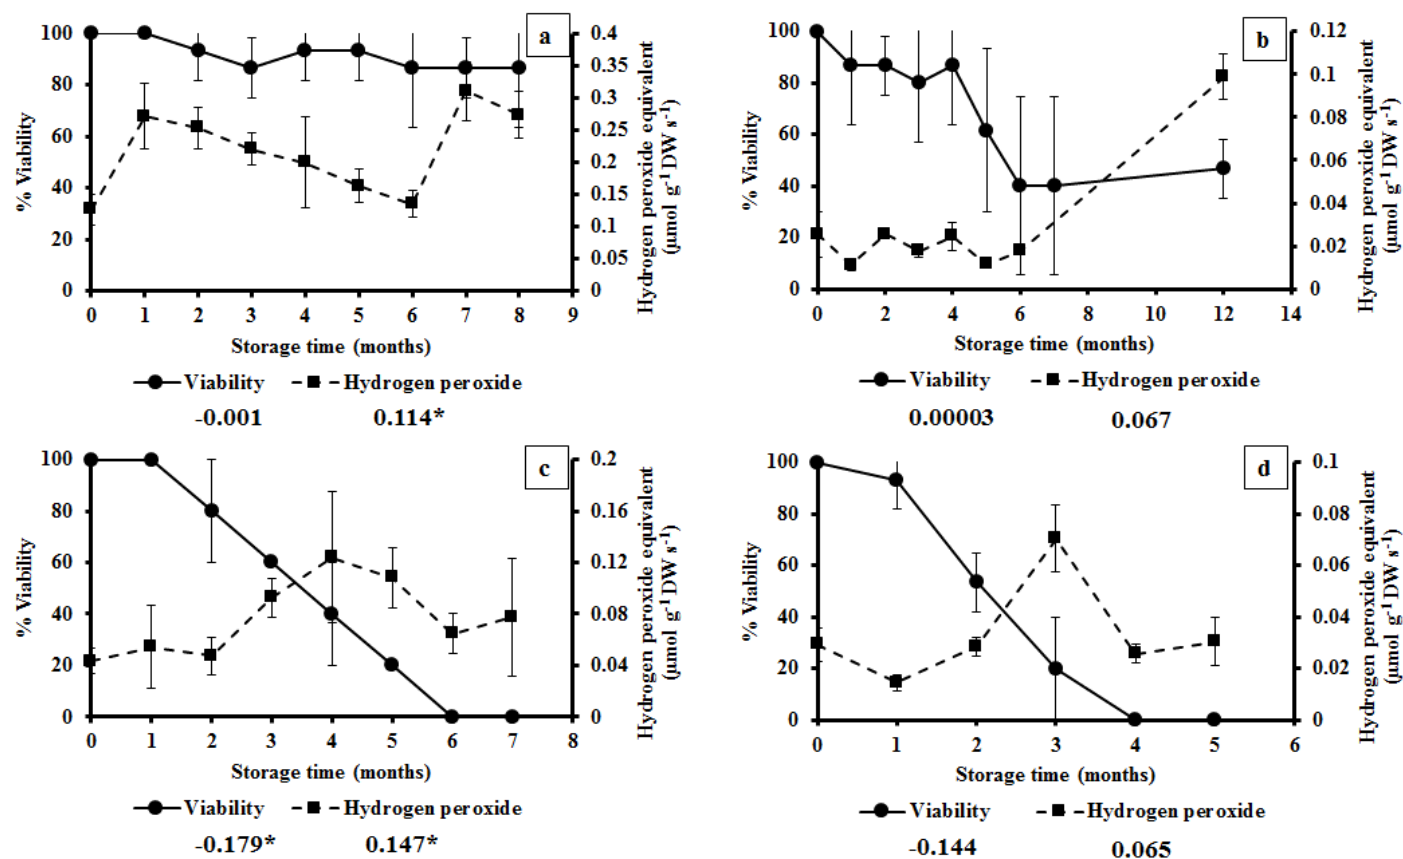 a
100
80
60
40
20
0
% Viability
0.4
0.35
0.3
0.25
0.2
0.15
0.1
0.05
0
Hydrogen peroxide equivalent
(µmol g⁻¹ DW s⁻¹)
0 1 2 3 4 5 6 7 8 9
Storage time (months)
Viability Hydrogen peroxide
-0.001 0.114*
b
100
80
60
40
20
0
% Viability
0.12
0.1
0.08
0.06
0.04
0.02
0
Hydrogen peroxide equivalent
(µmol g⁻¹ DW s⁻¹)
0 2 4 6 8 10 12 14
Storage time (months)
Viability Hydrogen peroxide
0.00003 0.067
c
100
80
60
40
20
0
% Viability
0.2
0.16
0.12
0.08
0.04
0
Hydrogen peroxide equivalent
(µmol g⁻¹ DW s⁻¹)
0 1 2 3 4 5 6 7 8
Storage time (months)
Viability Hydrogen peroxide
-0.179* 0.147*
d
100
80
60
40
20
0
% Viability
0.1
0.08
0.06
0.04
0.02
0
Hydrogen peroxide equivalent
(µmol g⁻¹ DW s⁻¹)
0 1 2 3 4 5 6
Storage time (months)
Viability Hydrogen peroxide
-0.144 0.065